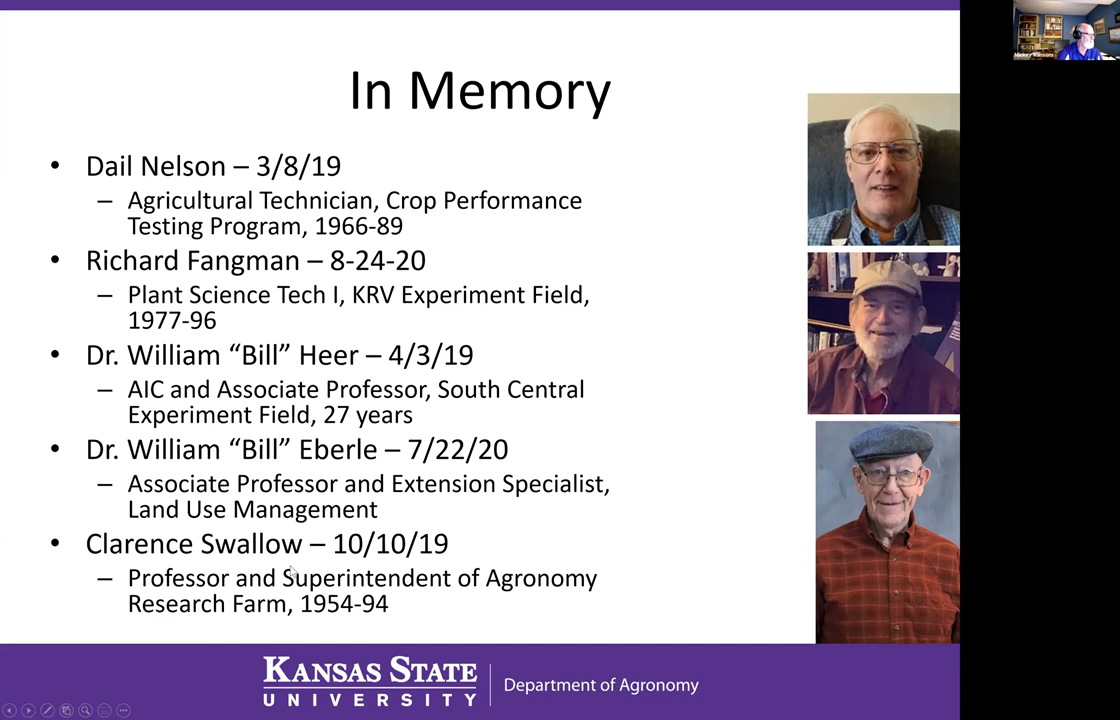 In Memory
• Dail Nelson – 3/8/19
– Agricultural Technician, Crop Performance
Testing Program, 1966-89
• Richard Fangman – 8-24-20
– Plant Science Tech I, KRV Experiment Field,
1977-96
• Dr. William “Bill” Heer – 4/3/19
– AIC and Associate Professor, South Central
Experiment Field, 27 years
• Dr. William “Bill” Eberle – 7/22/20
– Associate Professor and Extension Specialist,
Land Use Management
• Clarence Swallow – 10/10/19
– Professor and Superintendent of Agronomy
Research Farm, 1954-94
KANSAS STATE
UNIVERSITY
Department of Agronomy
Mickey Ransom